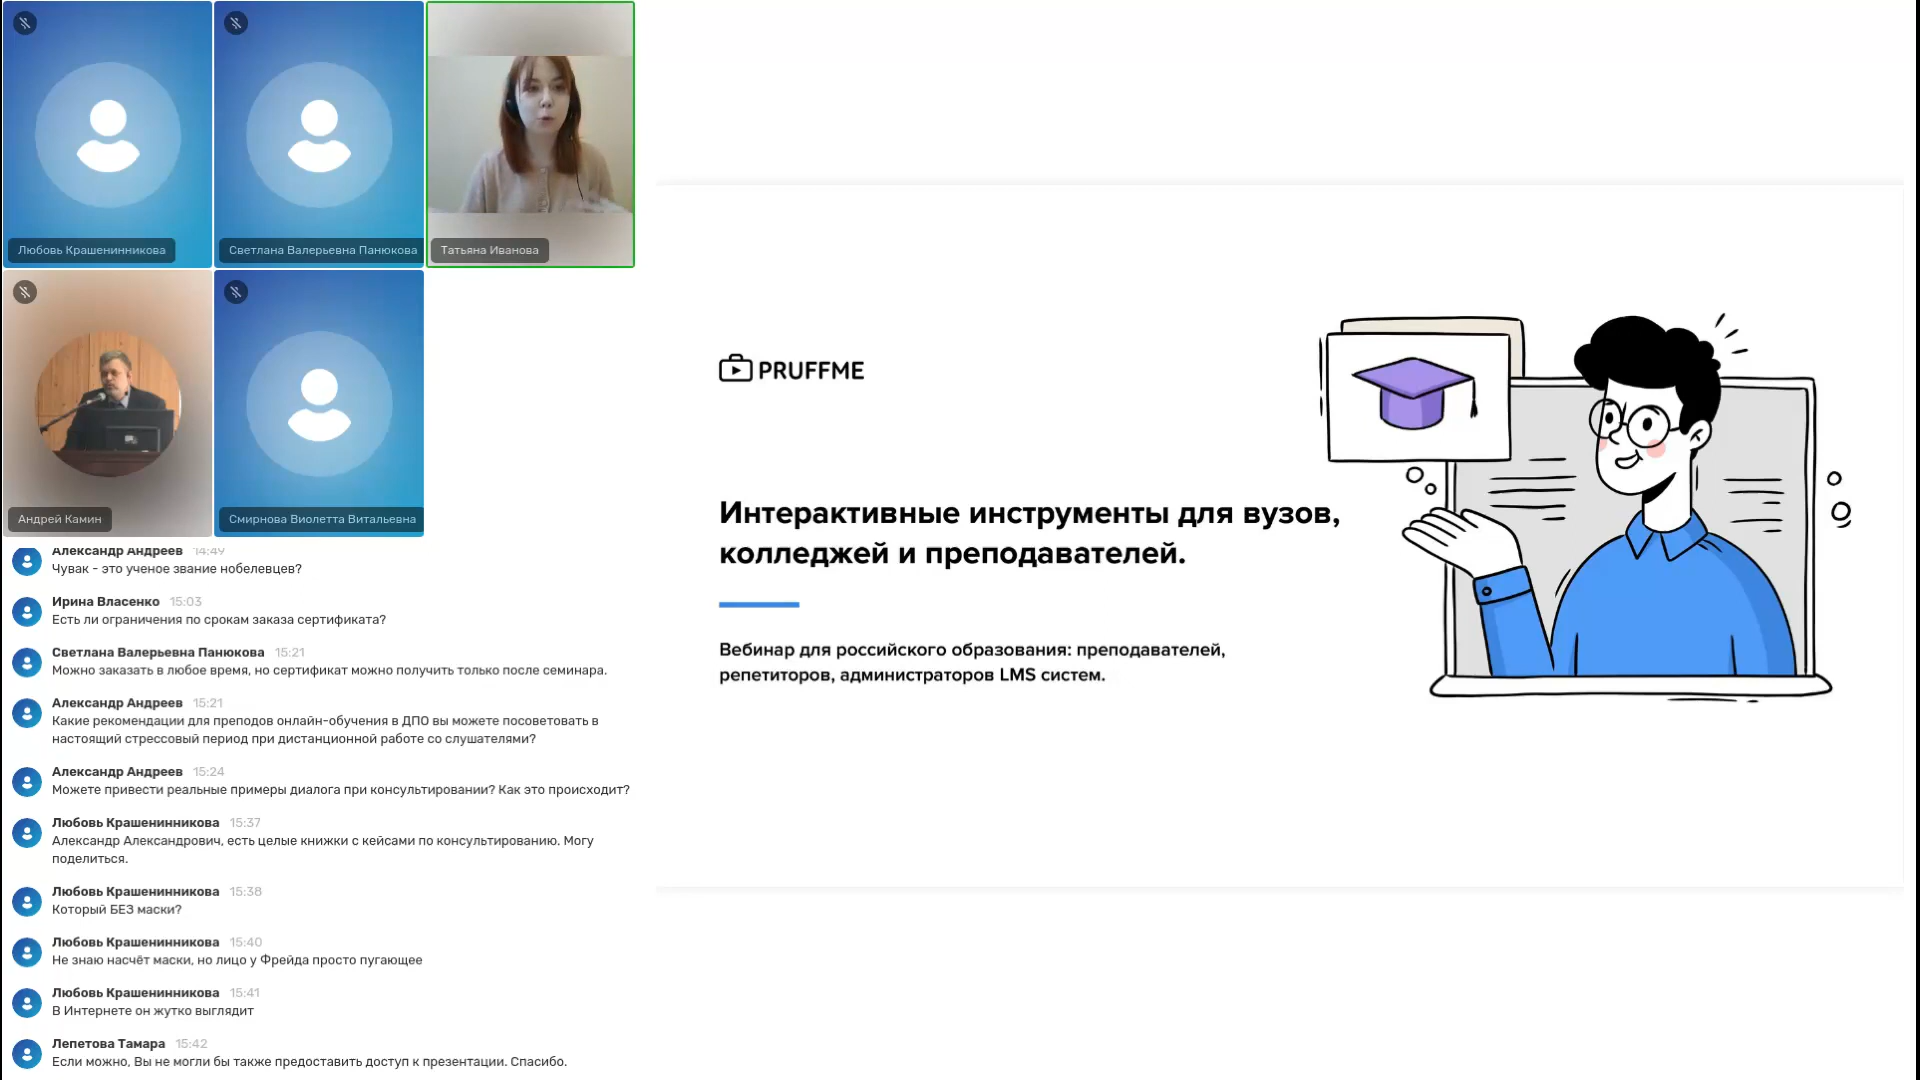 Любовь Крашенинникова
Светлана Валерьевна Панюкова
Татьяна Иванова
Андрей Камин
Смирнова Виолетта Витальевна
Александр Андреев 14:49
Чувак - это ученое звание нобелевцев?
Ирина Власенко 15:03
Есть ли ограничения по срокам заказа сертификата?
Светлана Валерьевна Панюкова 15:21
Можно заказать в любое время, но сертификат можно получить только после семинара.
Александр Андреев 15:21
Какие рекомендации для преподов онлайн-обучения в ДПО вы можете посоветовать в
настоящий стрессовый период при дистанционной работе со слушателями?
Александр Андреев 15:24
Можете привести реальные примеры диалога при консультировании? Как это происходит?
Любовь Крашенинникова 15:37
Александр Александрович, есть целые книжки с кейсами по консультированию. Могу
поделиться.
Любовь Крашенинникова 15:38
Который БЕЗ маски?
Любовь Крашенинникова 15:40
Не знаю насчёт маски, но лицо у Фрейда просто пугающее
Любовь Крашенинникова 15:41
В Интернете он жутко выглядит
Лепетова Тамара 15:42
Если можно, Вы не могли бы также предоставить доступ к презентации. Спасибо.
PRUFFME
Интерактивные инструменты для вузов,
колледжей и преподавателей.
Вебинар для российского образования: преподавателей,
репетиторов, администраторов LMS систем.